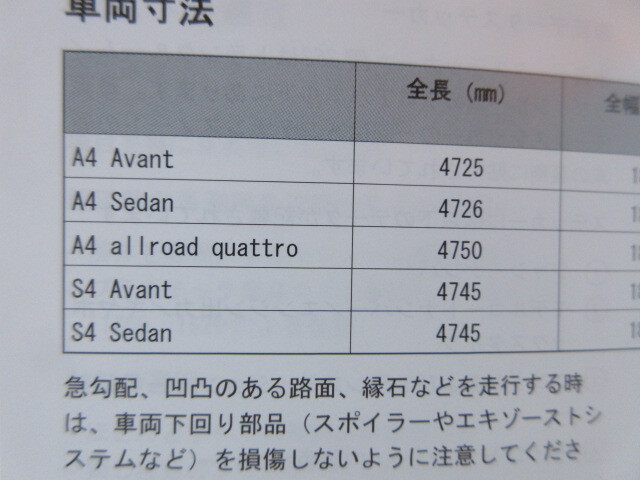 車両寸法
全長 (mm) 全幅
A4 Avant 4725
A4 Sedan 4726
A4 allroad quattro 4750
S4 Avant 4745
S4 Sedan 4745
急勾配、凹凸のある路面、縁石などを走行する時
は、車両下回り部品（スポイラーやエキゾーストシ
ステムなど）を損傷しないように注意してくださ